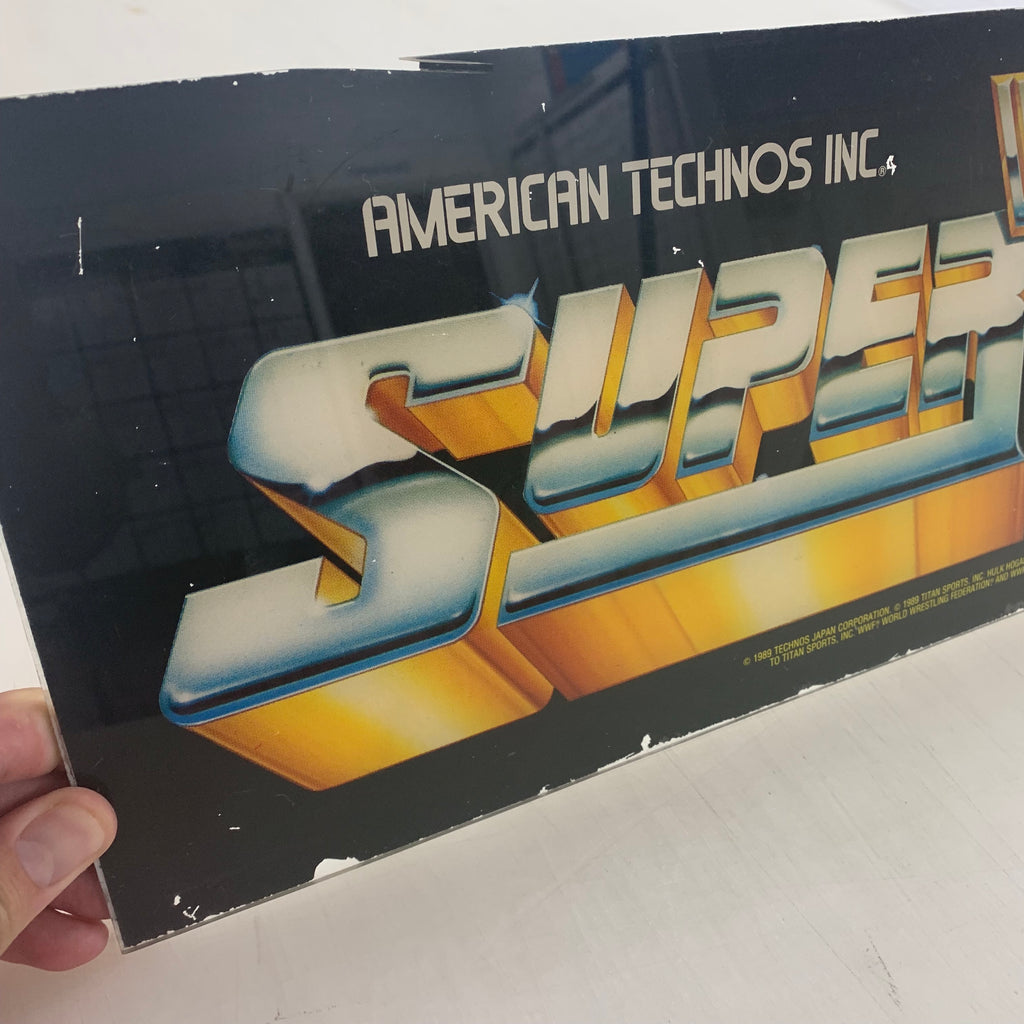 AMERICAN TECHNOS INC.®
SUPER
© 1989 TECHNOS JAPAN CORPORATION. © 1989 TITAN SPORTS, INC. HULK HOGA
TO TITAN SPORTS, INC. WWF® WORLD WRESTLING FEDERATION® AND WW